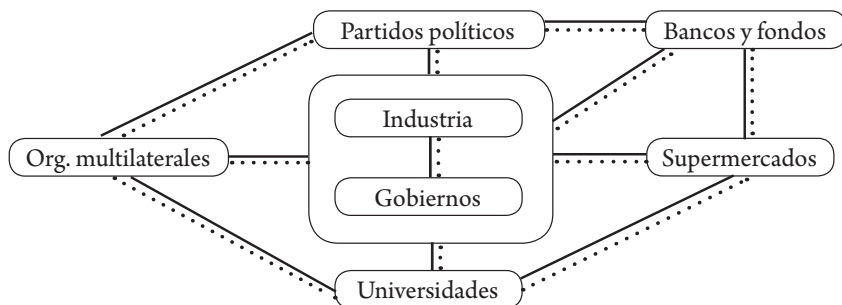 Partidos políticos
Bancos y fondos
Industria
Org. multilaterales
Supermercados
Gobiernos
Universidades